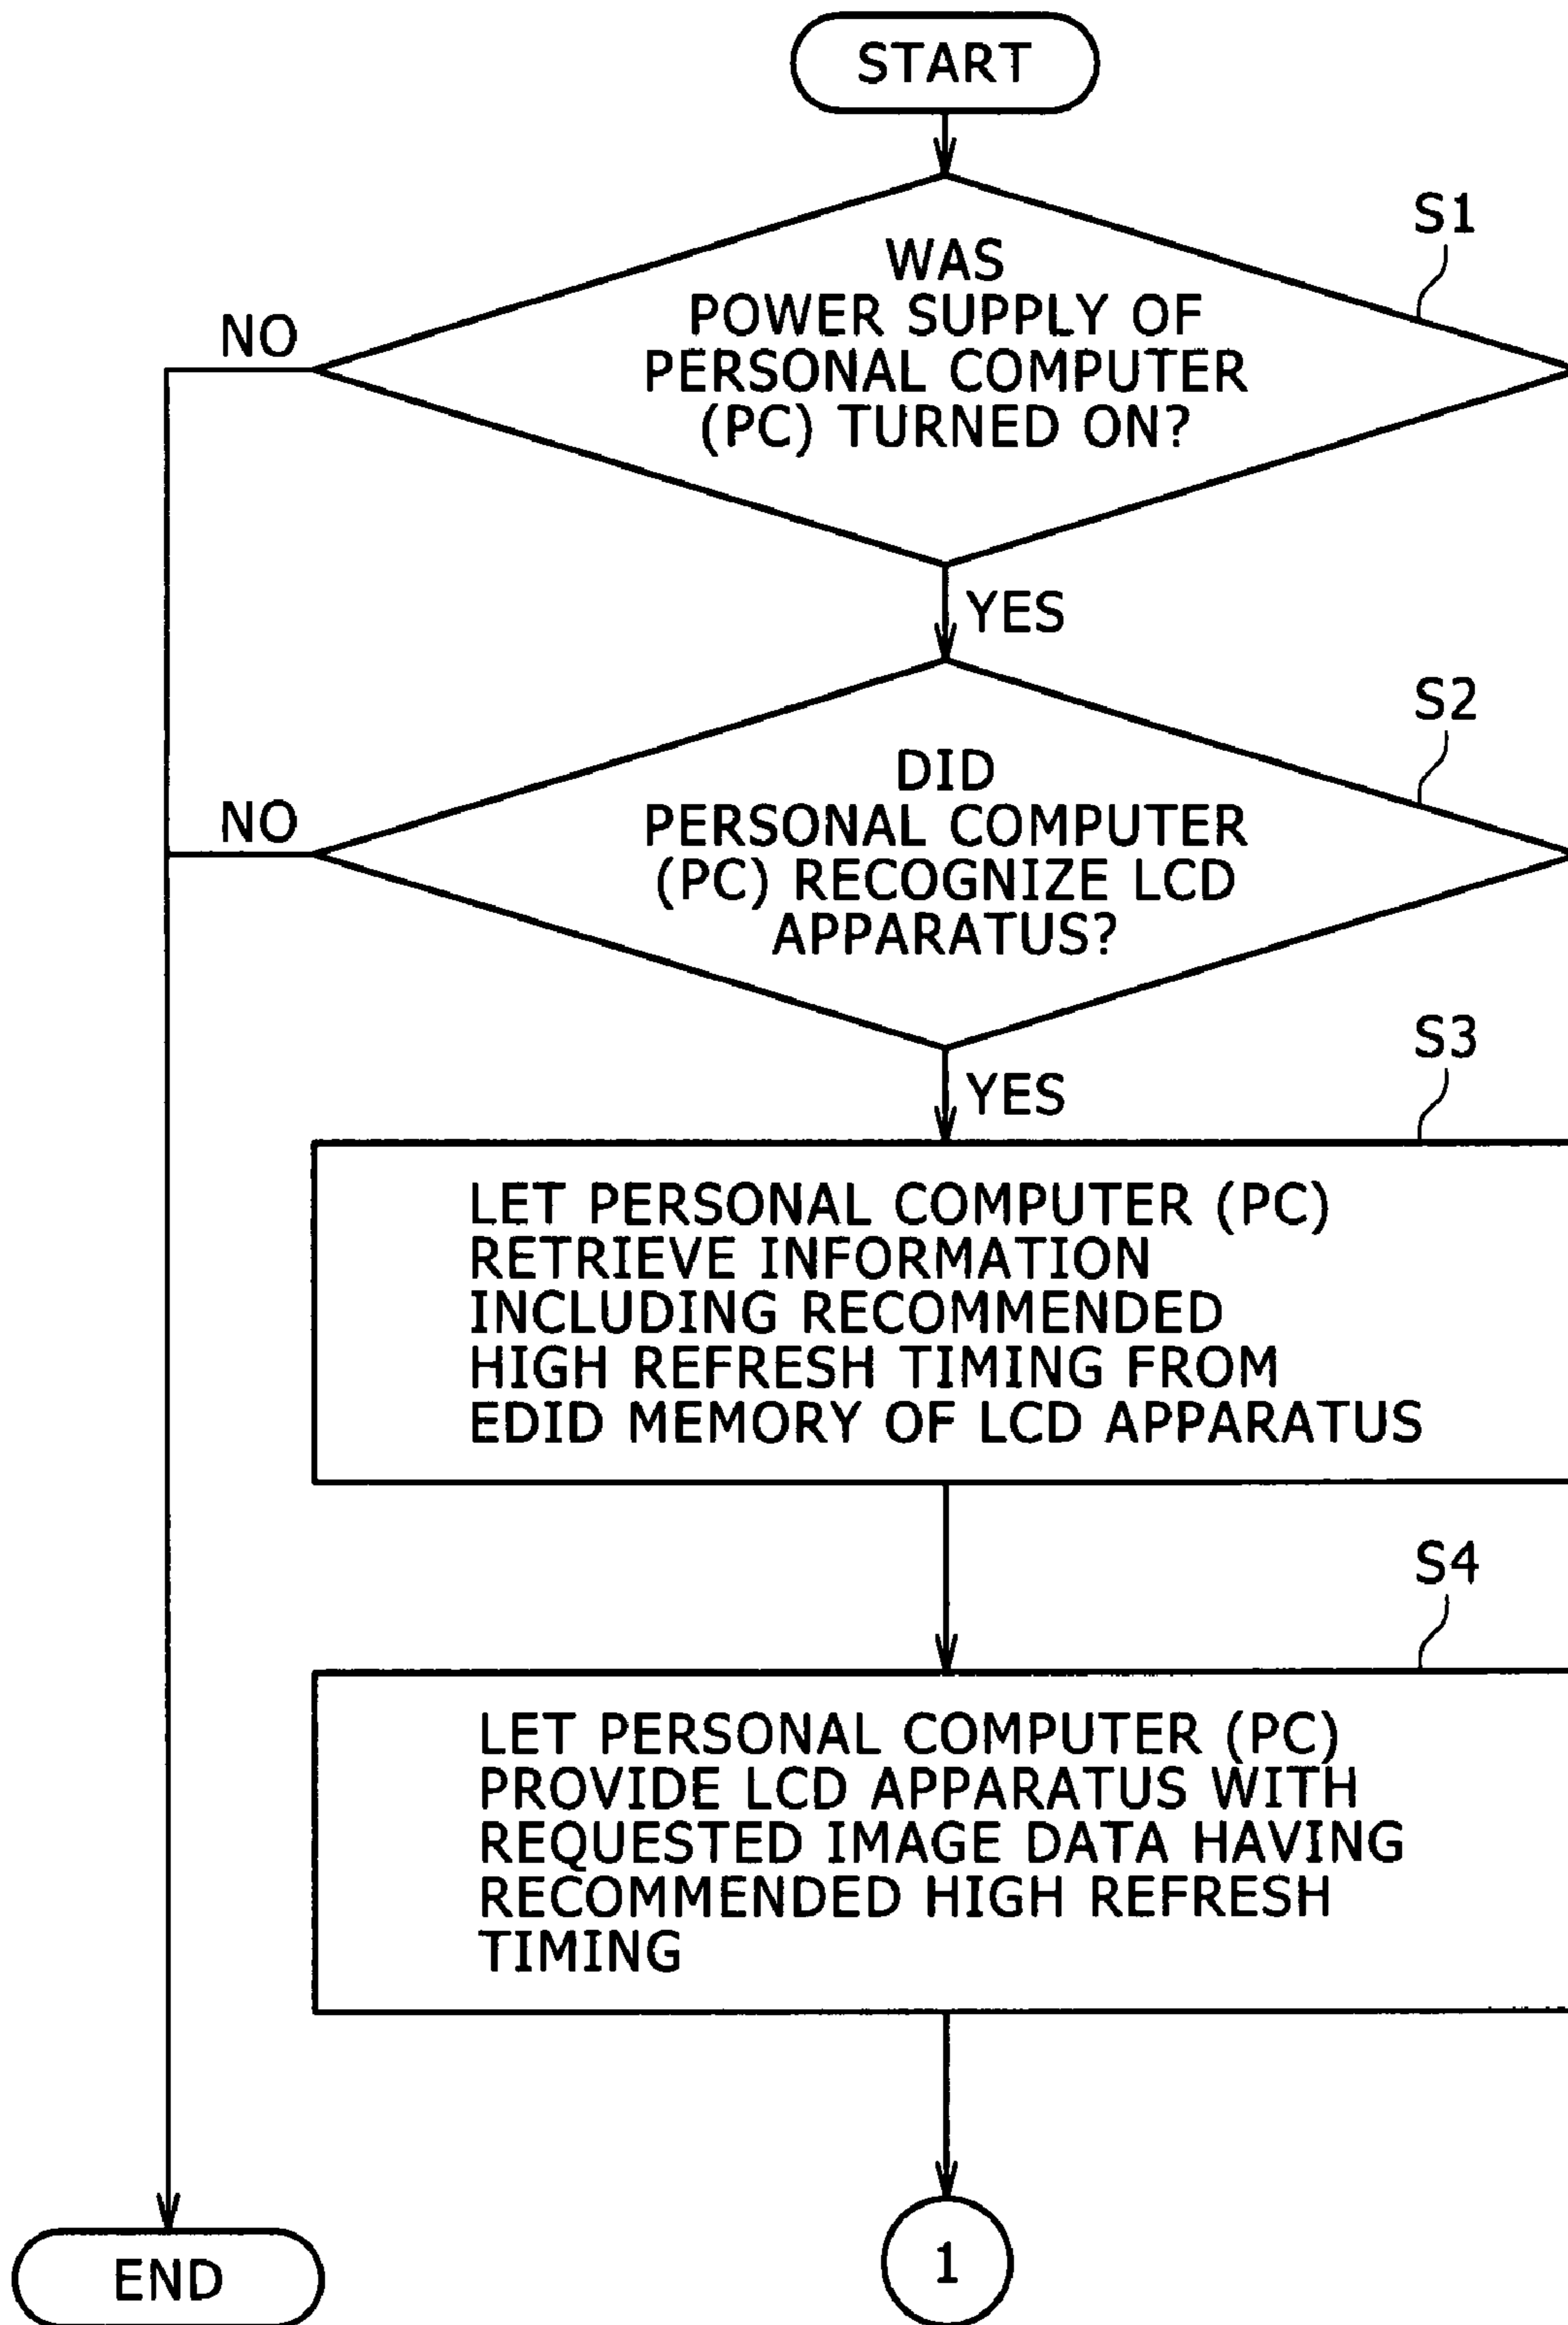 START
S1
WAS
POWER SUPPLY OF
PERSONAL COMPUTER
(PC) TURNED ON?
NO
YES
S2
DID
PERSONAL COMPUTER
(PC) RECOGNIZE LCD
APPARATUS?
NO
YES
S3
LET PERSONAL COMPUTER (PC)
RETRIEVE INFORMATION
INCLUDING RECOMMENDED
HIGH REFRESH TIMING FROM
EDID MEMORY OF LCD APPARATUS
S4
LET PERSONAL COMPUTER (PC)
PROVIDE LCD APPARATUS WITH
REQUESTED IMAGE DATA HAVING
RECOMMENDED HIGH REFRESH
TIMING
END
1